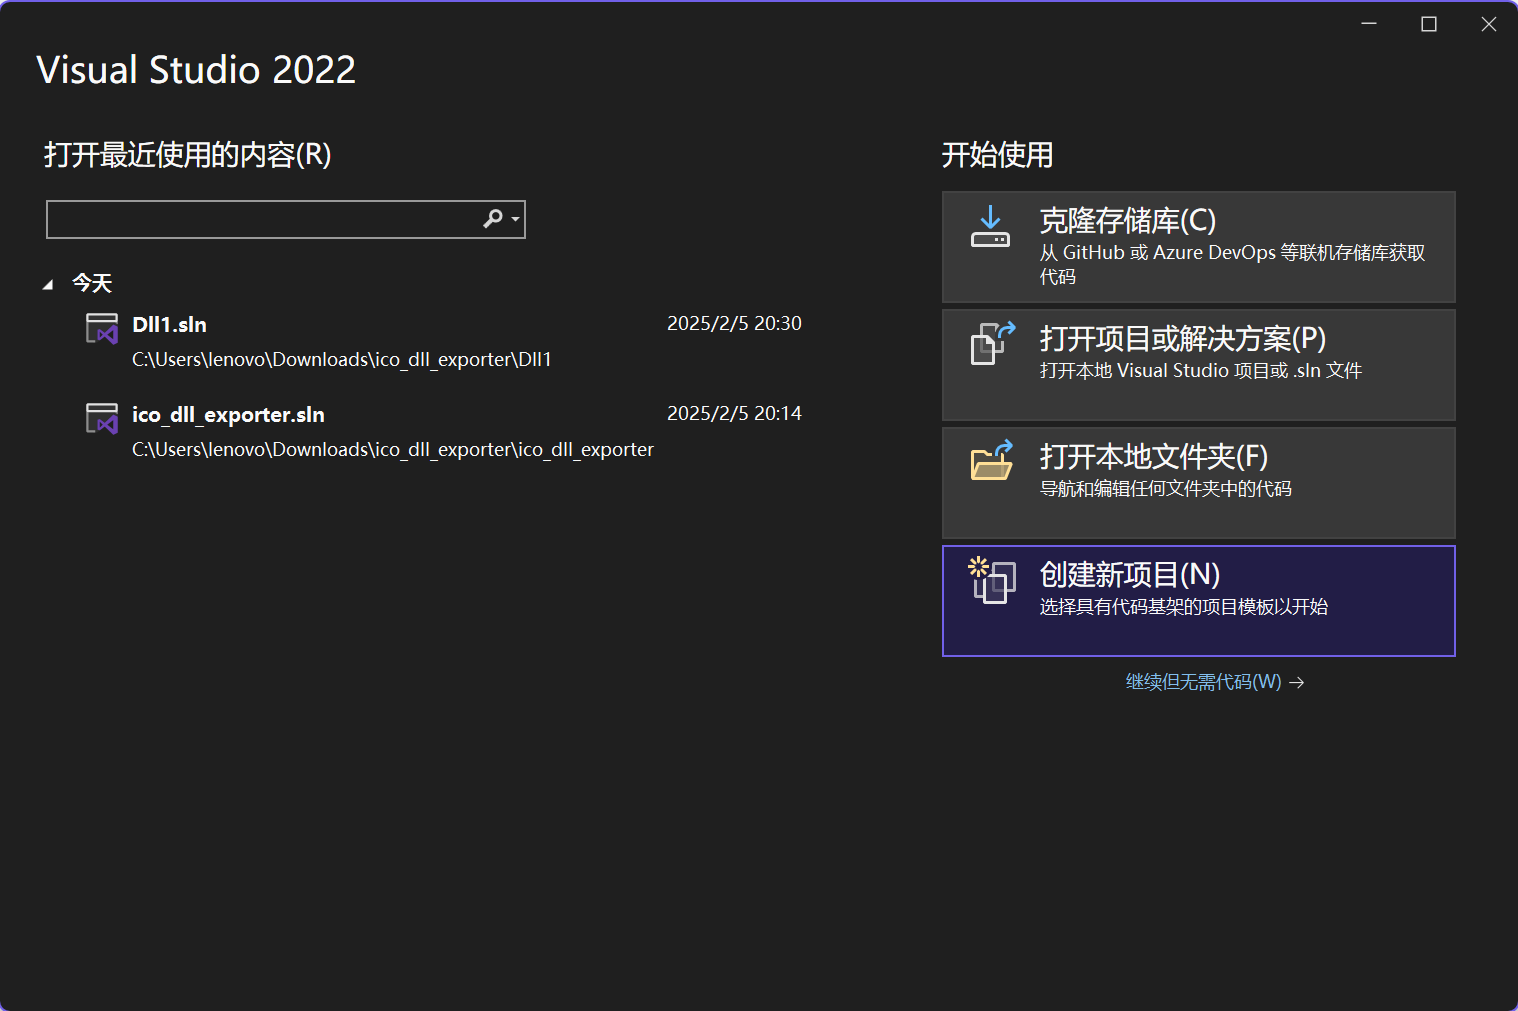 Visual Studio 2022
打开最近使用的内容(R)
今天
Dll1.sln
2025/2/5 20:30
C:\Users\lenovo\Downloads\ico_dll_exporter\Dll1
ico_dll_exporter.sln
2025/2/5 20:14
C:\Users\lenovo\Downloads\ico_dll_exporter\ico_dll_exporter
开始使用
克隆存储库(C)
从 GitHub 或 Azure DevOps 等联机存储库获取
代码
打开项目或解决方案(P)
打开本地 Visual Studio 项目或 .sln 文件
打开本地文件夹(F)
导航和编辑任何文件夹中的代码
创建新项目(N)
选择具有代码基架的项目模板以开始
继续但无需代码(W) →